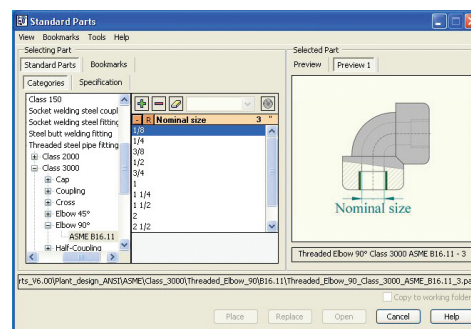 Standard Parts
View Bookmarks Tools Help
Selecting Part
Standard Parts Bookmarks
Categories Specification
Class 150
Socket welding steel coupl
Socket welding steel fitting
Steel butt welding fitting
Threaded steel pipe fitting
Class 2000
Class 3000
Cap
Coupling
Cross
Elbow 45°
Elbow 90°
ASME B16.11
Half-Coupling
- R Nominal size 3 "
1/8
1/4
3/8
1/2
3/4
1
1 1/4
1 1/2
2
2 1/2
Selected Part
Preview Preview 1
Nominal size
Threaded Elbow 90° Class 3000 ASME B16.11 - 3
rts_V6.00\Plant_design_ANSI\ASME\Class_3000\Threaded_Elbow_90\B16.11\Threaded_Elbow_90_Class_3000_ASME_B16.11_3.pa
Copy to working folder
Place Replace Open Cancel Help